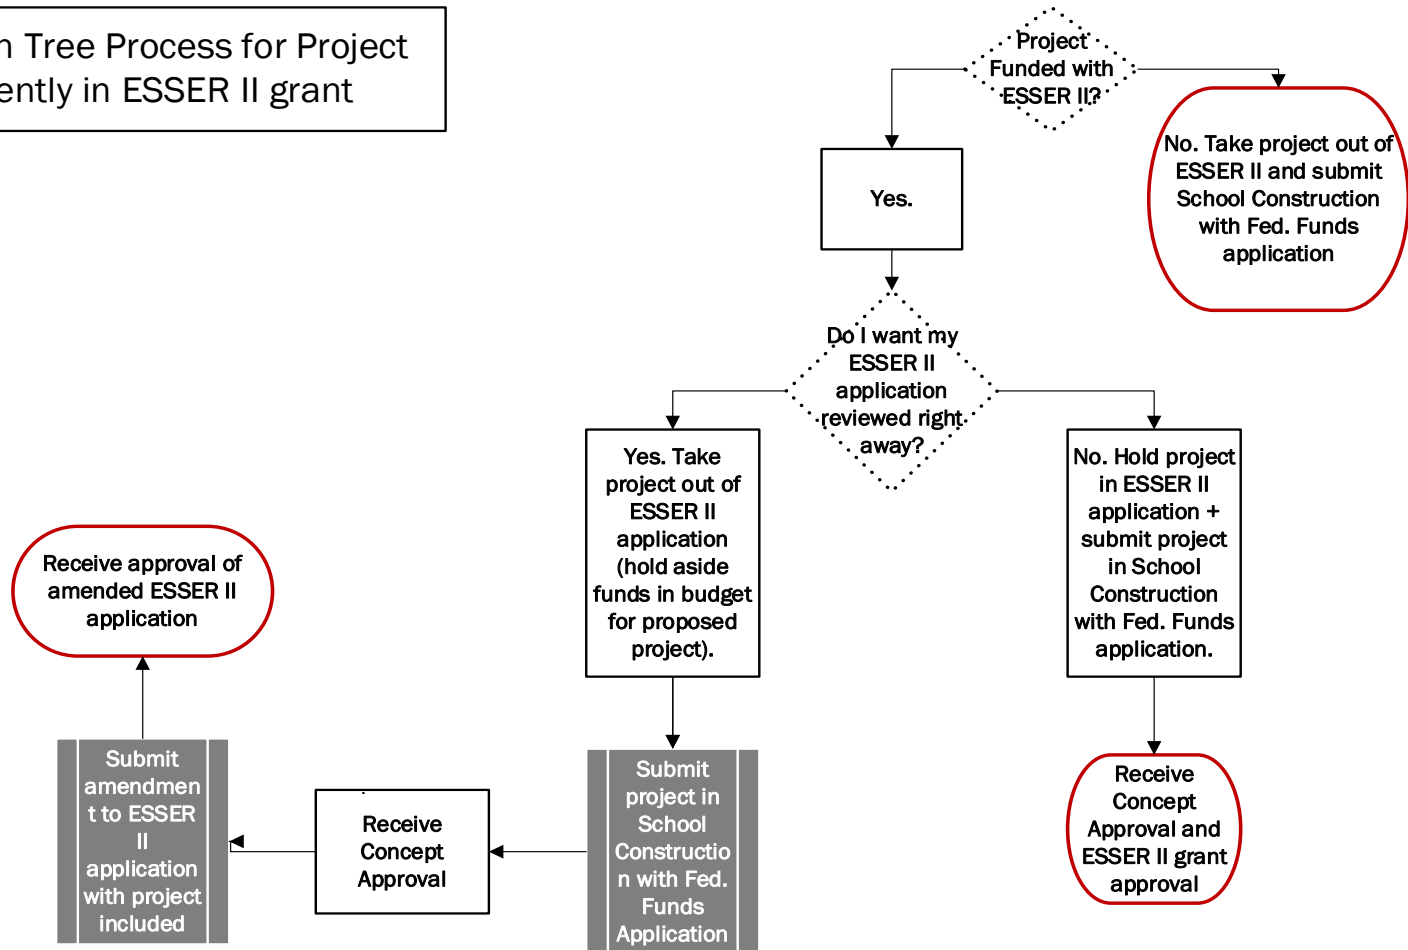 n Tree Process for Project
ently in ESSER II grant
Project
Funded with
ESSER II?
No. Take project out of
ESSER II and submit
School Construction
with Fed. Funds
application
Yes.
Do I want my
ESSER II
application
reviewed right
away?
Yes. Take
project out of
ESSER II
application
(hold aside
funds in budget
for proposed
project).
No. Hold project
in ESSER II
application +
submit project
in School
Construction
with Fed. Funds
application.
Receive approval of
amended ESSER II
application
Submit
amendmen
t to ESSER
II
application
with project
included
Receive
Concept
Approval
Submit
project in
School
Constructio
n with Fed.
Funds
Application
Receive
Concept
Approval and
ESSER II grant
approval